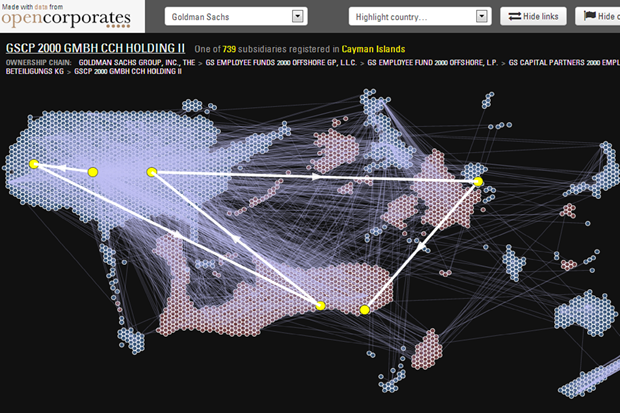 Made with data from
opencorporates
Goldman Sachs
Highlight country…
Hide links
Hide c
GSCP 2000 GMBH CCH HOLDING II One of 739 subsidiaries registered in Cayman Islands
OWNERSHIP CHAIN: GOLDMAN SACHS GROUP, INC., THE > GS EMPLOYEE FUNDS 2000 OFFSHORE GP, L.L.C. > GS EMPLOYEE FUND 2000 OFFSHORE, L.P. > GS CAPITAL PARTNERS 2000 EMPL
BETEILIGUNGS KG > GSCP 2000 GMBH CCH HOLDING II